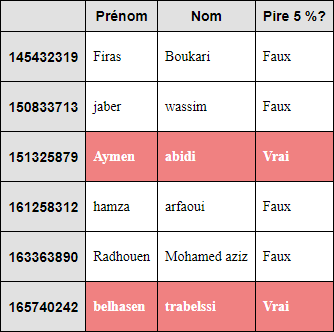 Prénom Nom Pire 5 %?
145432319 Firas Boukari Faux
150833713 jaber wassim Faux
151325879 Aymen abidi Vrai
161258312 hamza arfaoui Faux
163363890 Radhouen Mohamed aziz Faux
165740242 belhasen trabelssi Vrai